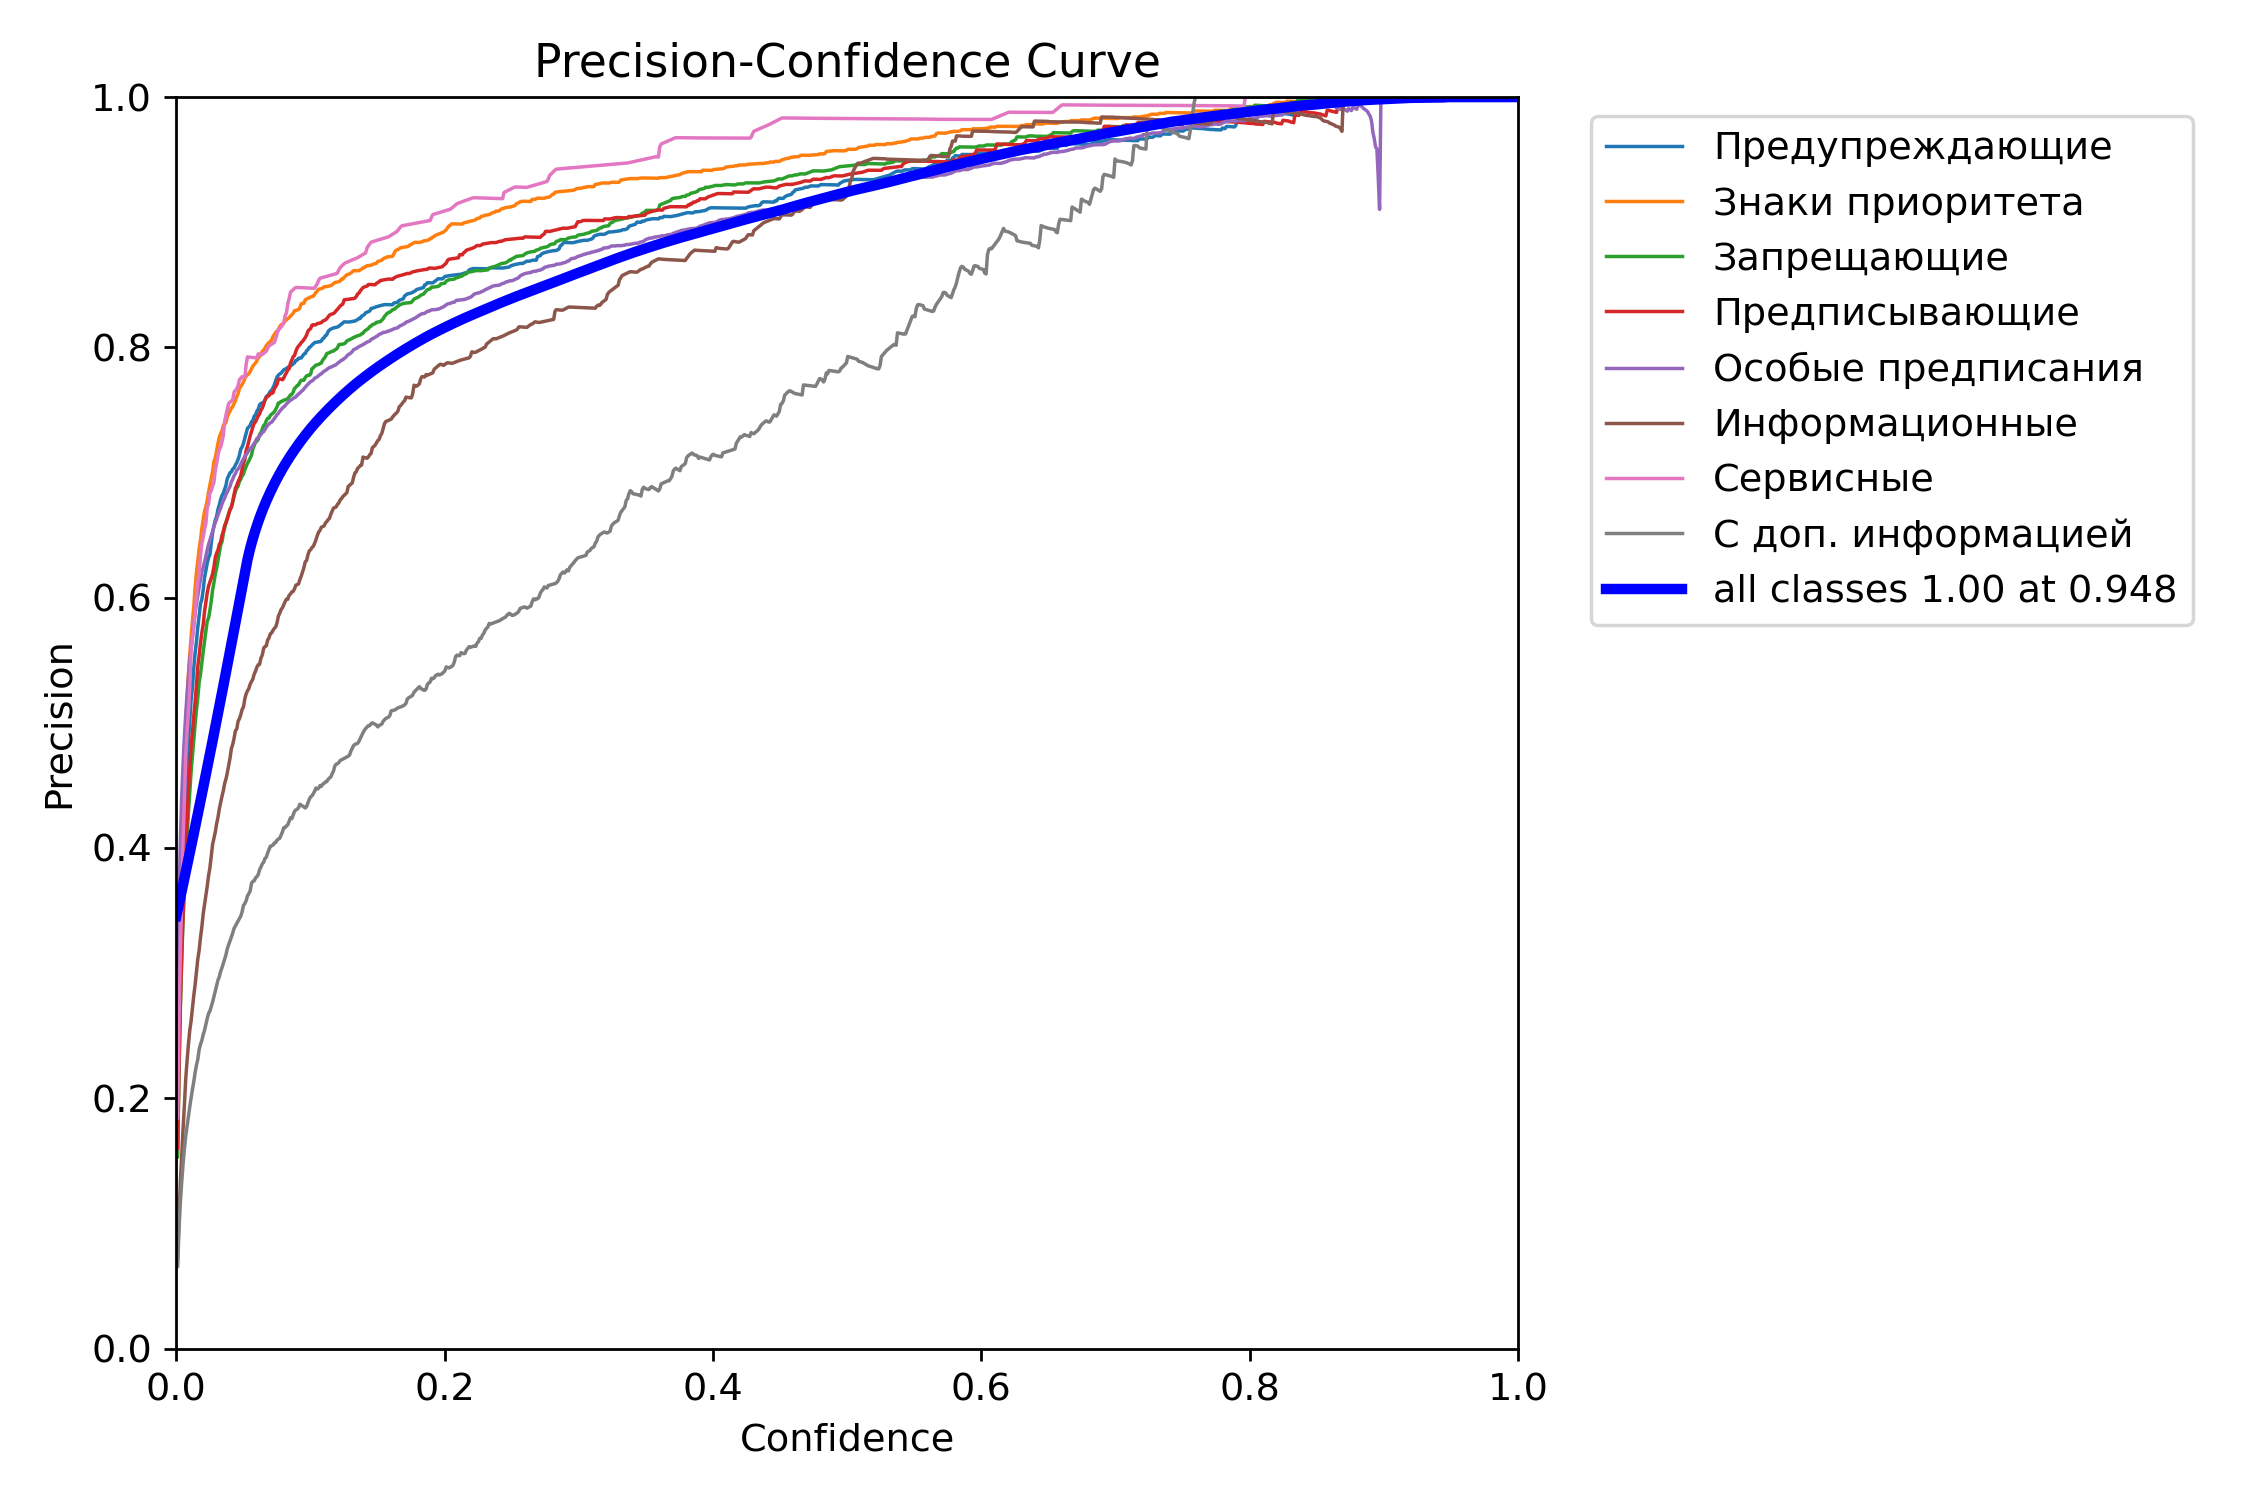 Precision-Confidence Curve
1.0
0.8
0.6
0.4
0.2
0.0
Precision
0.0 0.2 0.4 0.6 0.8 1.0
Confidence
Предупреждающие
Знаки приоритета
Запрещающие
Предписывающие
Особые предписания
Информационные
Сервисные
С доп. информацией
all classes 1.00 at 0.948